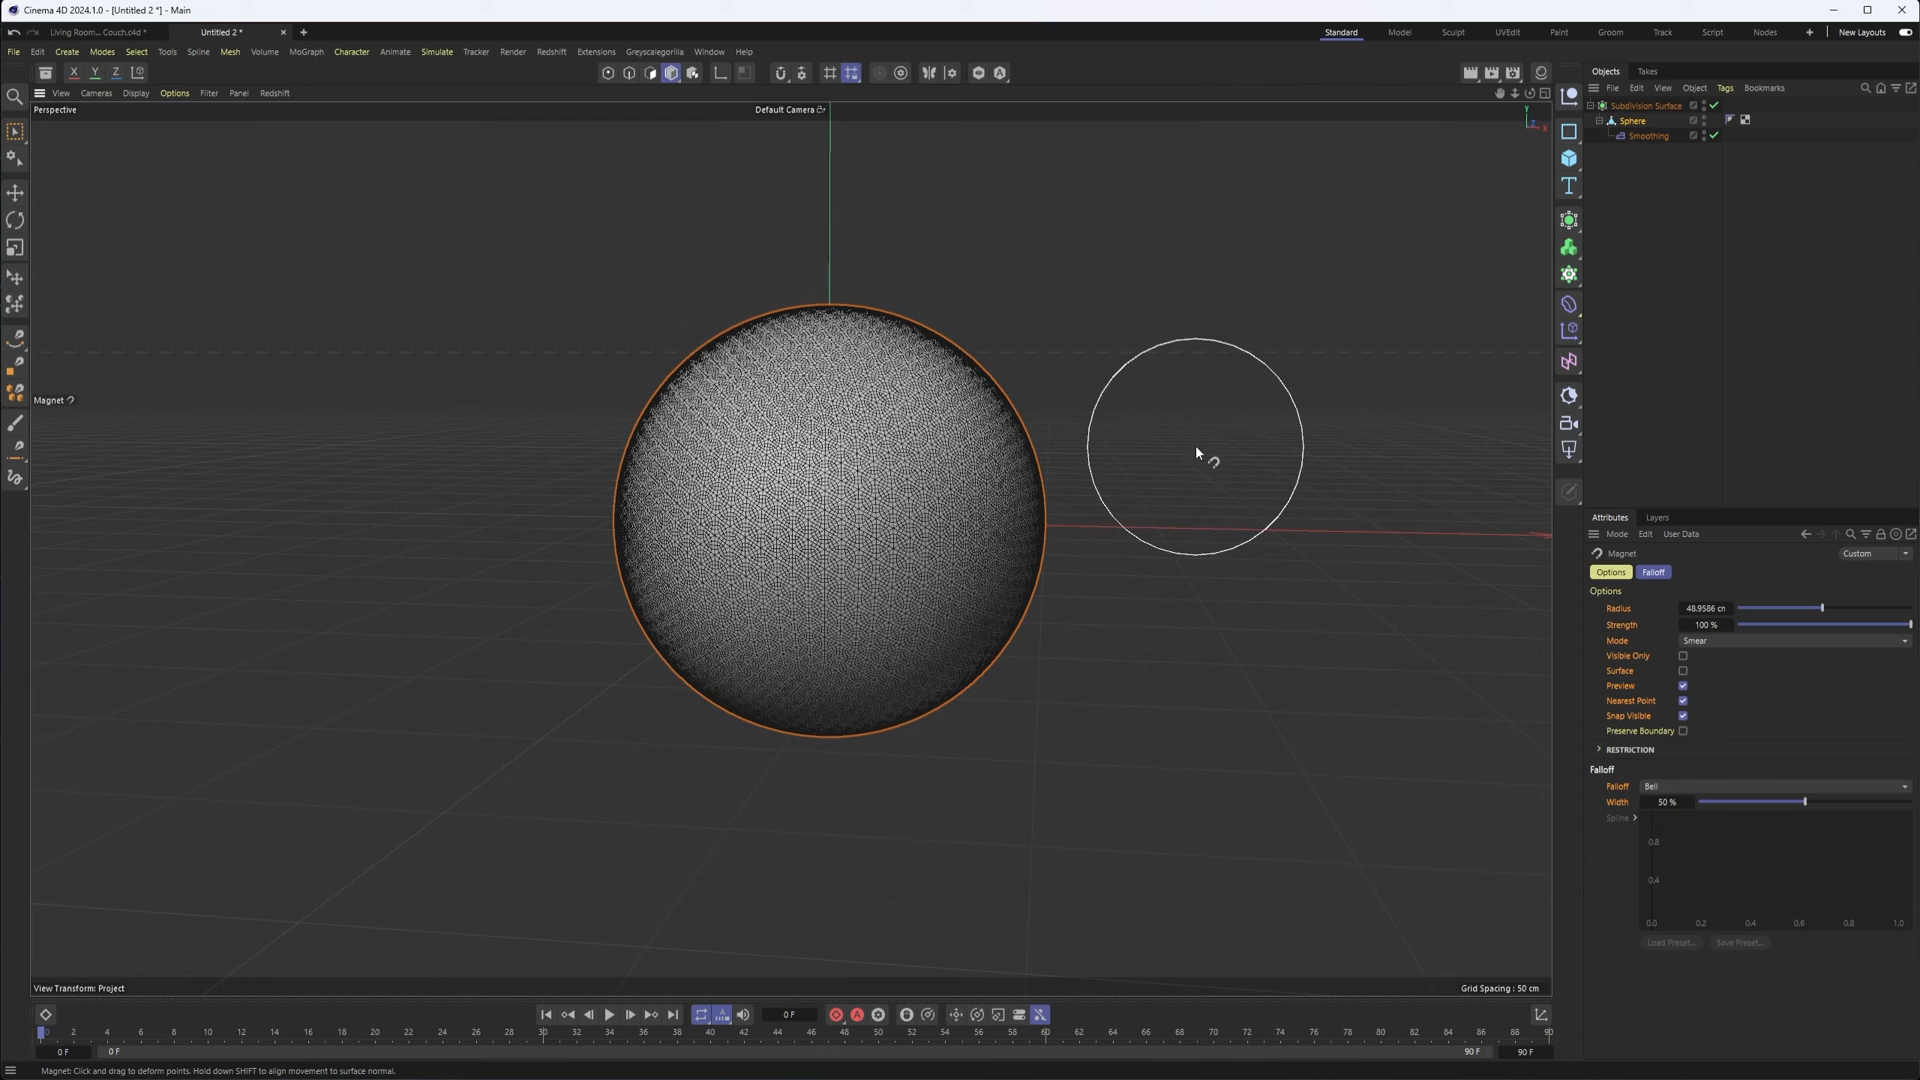 Cinema 4D 2024.1.0 - [Untitled 2 *] - Main
Living Room... Couch.c4d *
Untitled 2 *
Standard
Model
Sculpt
UVEdit
Paint
Groom
Track
Script
Nodes
New Layouts
File Edit Create Modes Select Tools Spline Mesh Volume MoGraph Character Animate Simulate Tracker Render Redshift Extensions Greyscalegorilla Window Help
X Y Z
Objects Takes
View Cameras Display Options Filter Panel Redshift
File Edit View Object Tags Bookmarks
Perspective
Default Camera
Y
Z
X
Subdivision Surface
Sphere
Smoothing
Magnet
Attributes Layers
Mode Edit User Data
Magnet
Custom
Options Falloff
Options
Radius 48.9586 cn
Strength 100 %
Mode Smear
Visible Only
Surface
Preview
Nearest Point
Snap Visible
Preserve Boundary
RESTRICTION
Falloff
Falloff Bell
Width 50 %
Spline
0.8
0.4
0.0 0.2 0.4 0.6 0.8 1.0
Load Preset... Save Preset...
View Transform: Project
Grid Spacing : 50 cm
0 F
0 2 4 6 8 10 12 14 16 18 20 22 24 26 28 30 32 34 36 38 40 42 44 46 48 50 52 54 56 58 60 62 64 66 68 70 72 74 76 78 80 82 84 86 88 90
0 F
0 F
90 F
90 F
Magnet: Click and drag to deform points. Hold down SHIFT to align movement to surface normal.